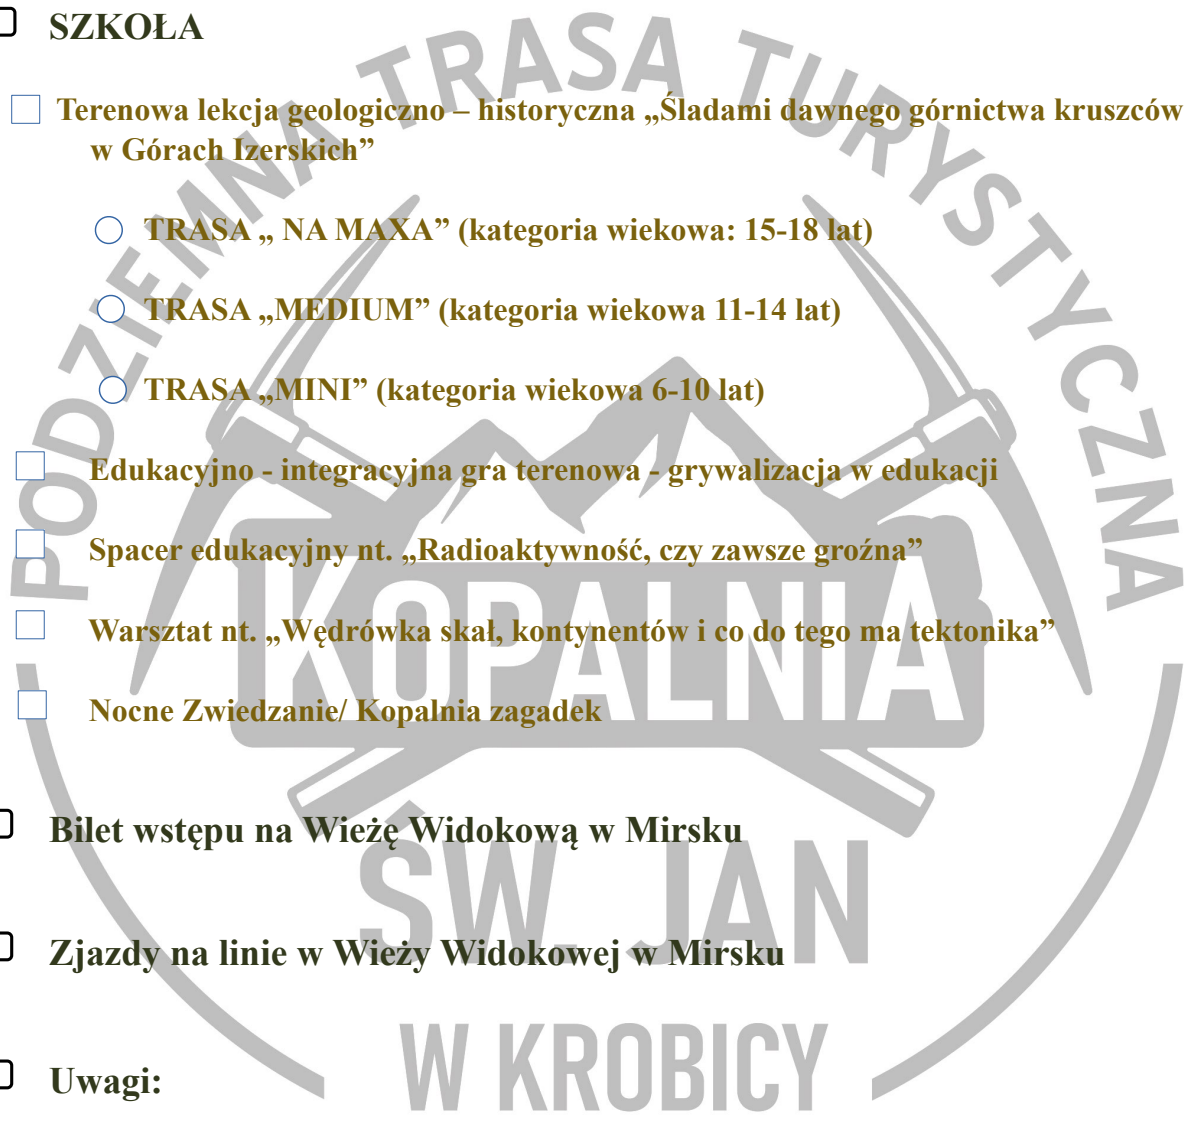 SZKOŁA
Terenowa lekcja geologiczno – historyczna „Śladami dawnego górnictwa kruszców
w Górach Izerskich”
TRASA „ NA MAXA” (kategoria wiekowa: 15-18 lat)
TRASA „MEDIUM” (kategoria wiekowa 11-14 lat)
TRASA „MINI” (kategoria wiekowa 6-10 lat)
Edukacyjno - integracyjna gra terenowa - grywalizacja w edukacji
Spacer edukacyjny nt. „Radioaktywność, czy zawsze groźna”
Warsztat nt. „Wędrówka skał, kontynentów i co do tego ma tektonika”
Nocne Zwiedzanie/ Kopalnia zagadek
Bilet wstępu na Wieżę Widokową w Mirsku
Zjazdy na linie w Wieży Widokowej w Mirsku
Uwagi:
PODZIEMNA TRASA TURYSTYCZNA
KOPALNIA
ŚW. JAN
W KROBICY